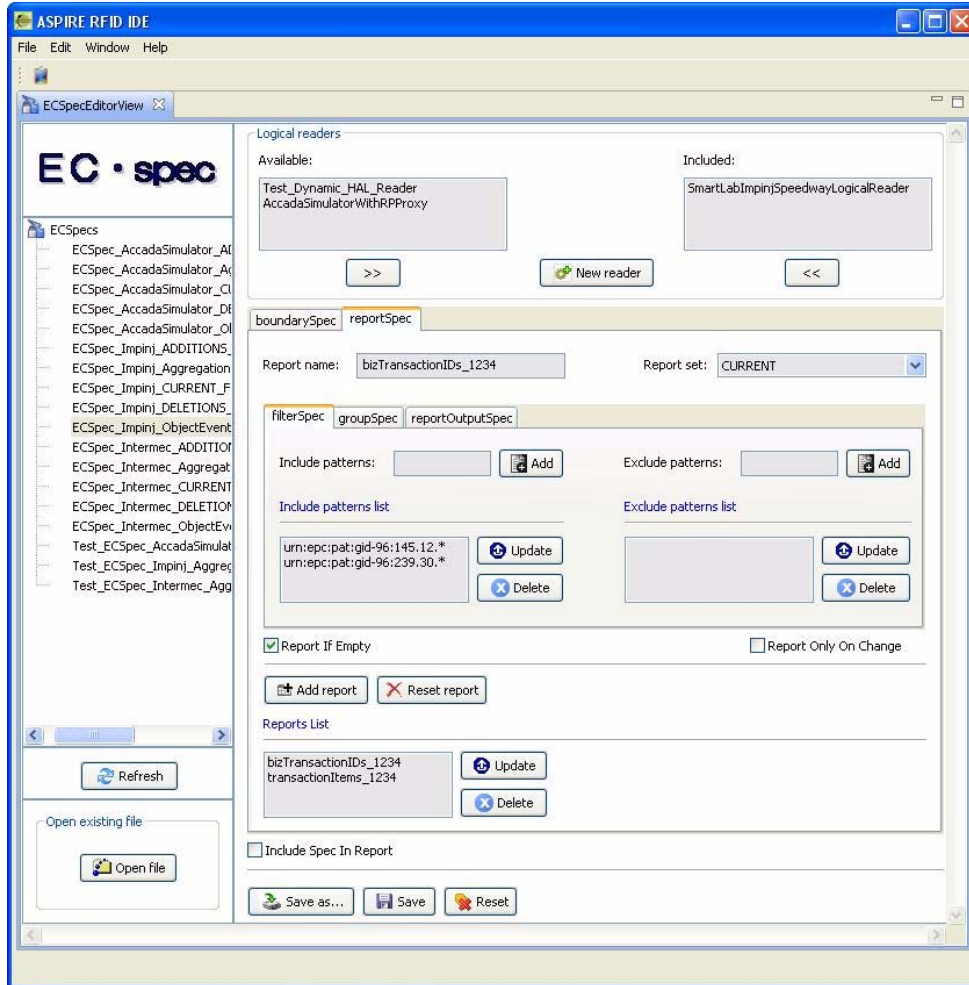 ASPIRE RFID IDE
File Edit Window Help
ECSpecEditorView
EC • spec
ECSpecs
ECSpec_AccadaSimulator_AD
ECSpec_AccadaSimulator_Ag
ECSpec_AccadaSimulator_CU
ECSpec_AccadaSimulator_DE
ECSpec_AccadaSimulator_Ob
ECSpec_Impinj_ADDITIONS_
ECSpec_Impinj_Aggregation
ECSpec_Impinj_CURRENT_F
ECSpec_Impinj_DELETIONS_
ECSpec_Impinj_ObjectEvent
ECSpec_Intermec_ADDITION
ECSpec_Intermec_Aggregat
ECSpec_Intermec_CURRENT
ECSpec_Intermec_DELETION
ECSpec_Intermec_ObjectEve
Test_ECSpec_AccadaSimulat
Test_ECSpec_Impinj_Aggreg
Test_ECSpec_Intermec_Agg
Refresh
Open existing file
Open file
Logical readers
Available: Included:
Test_Dynamic_HAL_Reader
AccadaSimulatorWithRPProxy
SmartLabImpinjSpeedwayLogicalReader
>> New reader <<
boundarySpec reportSpec
Report name: bizTransactionIDs_1234 Report set: CURRENT
filterSpec groupSpec reportOutputSpec
Include patterns: Add Exclude patterns: Add
Include patterns list Exclude patterns list
urn:epc:pat:gid-96:145.12.*
urn:epc:pat:gid-96:239.30.*
Update Update
Delete Delete
Report If Empty Report Only On Change
Add report Reset report
Reports List
bizTransactionIDs_1234
transactionItems_1234
Update
Delete
Include Spec In Report
Save as... Save Reset